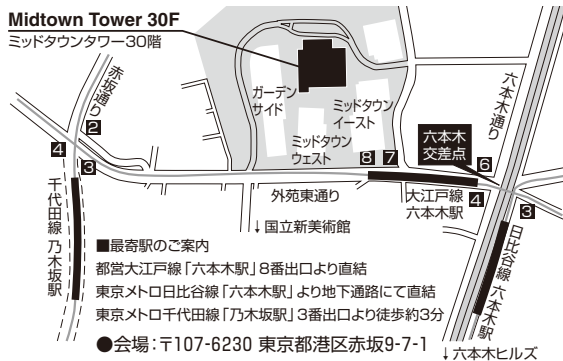 Midtown Tower 30F
ミッドタウンタワー30階
赤坂通り
六本木通り
ガーデン
サイド
ミッドタウン
イースト
ミッドタウン
ウェスト
六本木
交差点
2
4
3
8
7
6
4
3
外苑東通り
大江戸線
六本木駅
千代田線 乃木坂駅
日比谷線 六本木駅
↓国立新美術館
■最寄駅のご案内
都営大江戸線「六本木駅」8番出口より直結
東京メトロ日比谷線「六本木駅」より地下通路にて直結
東京メトロ千代田線「乃木坂駅」3番出口より徒歩約3分
●会場:〒107-6230 東京都港区赤坂9-7-1
↓六本木ヒルズ